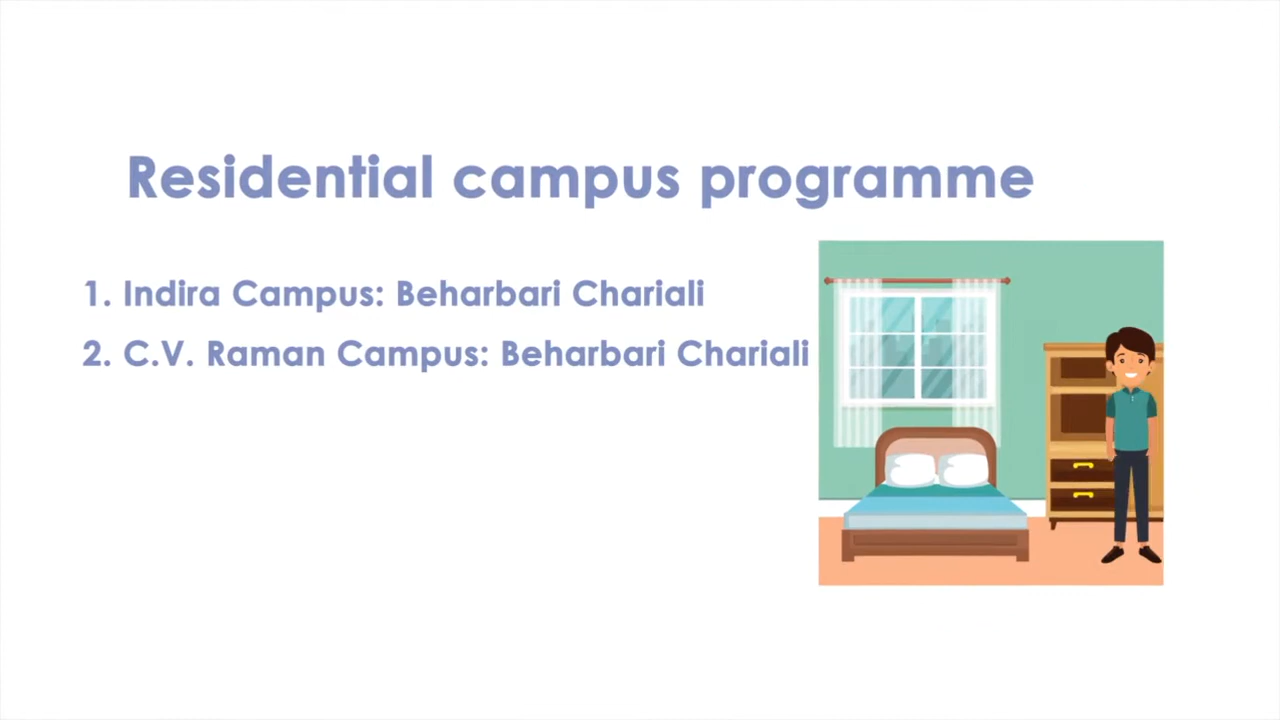 Residential campus programme
1. Indira Campus: Beharbari Chariali
2. C.V. Raman Campus: Beharbari Chariali